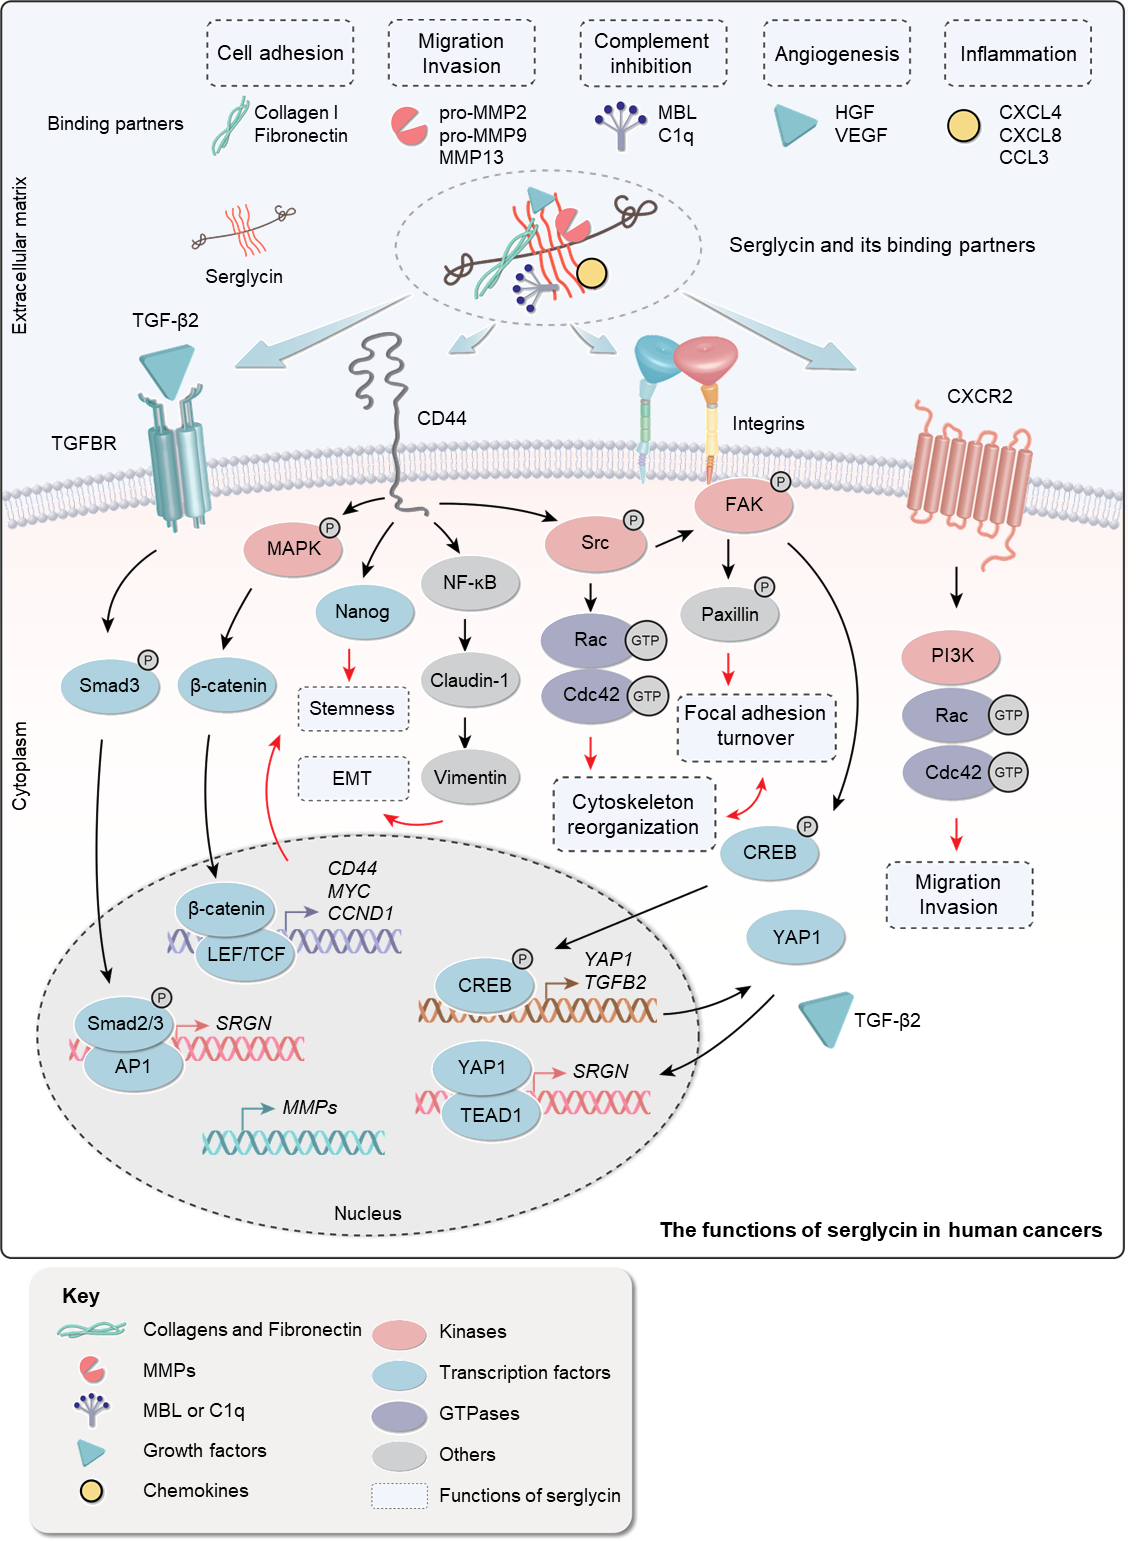 Cell adhesion
Migration
Invasion
Complement
inhibition
Angiogenesis
Inflammation
Binding partners
Collagen I
Fibronectin
pro-MMP2
pro-MMP9
MMP13
MBL
C1q
HGF
VEGF
CXCL4
CXCL8
CCL3
Extracellular matrix
Serglycin
Serglycin and its binding partners
TGF-β2
TGFBR
CD44
Integrins
CXCR2
P
MAPK
Nanog
NF-κB
P
Src
P
FAK
P
Paxillin
Rac
GTP
Cdc42
GTP
Claudin-1
Vimentin
P
Smad3
β-catenin
Stemness
EMT
Focal adhesion
turnover
Cytoskeleton
reorganization
PI3K
Rac
GTP
Cdc42
GTP
Migration
Invasion
Cytoplasm
P
CREB
YAP1
TGF-β2
CD44
MYC
CCND1
β-catenin
LEF/TCF
P
CREB
YAP1
TGFB2
P
Smad2/3
AP1
SRGN
YAP1
TEAD1
SRGN
MMPs
Nucleus
The functions of serglycin in human cancers
Key
Collagens and Fibronectin
MMPs
MBL or C1q
Growth factors
Chemokines
Kinases
Transcription factors
GTPases
Others
Functions of serglycin